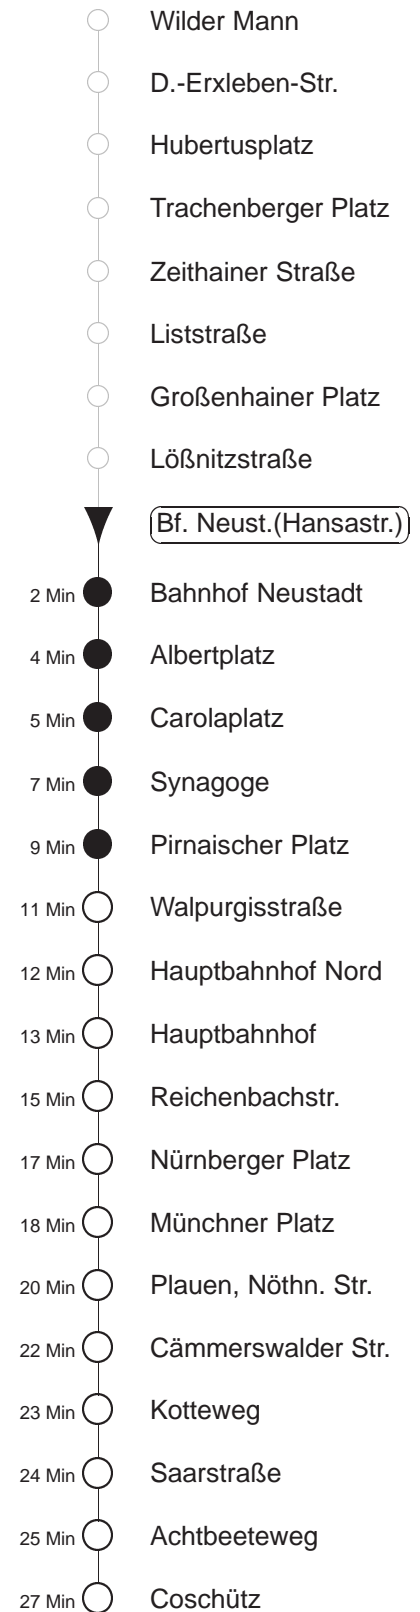 Wilder Mann
D.-Erxleben-Str.
Hubertusplatz
Trachenberger Platz
Zeithainer Straße
Liststraße
Großenhainer Platz
Lößnitzstraße
Bf. Neust.(Hansastr.)
2 Min Bahnhof Neustadt
4 Min Albertplatz
5 Min Carolaplatz
7 Min Synagoge
9 Min Pirnaischer Platz
11 Min Walpurgisstraße
12 Min Hauptbahnhof Nord
13 Min Hauptbahnhof
15 Min Reichenbachstr.
17 Min Nürnberger Platz
18 Min Münchner Platz
20 Min Plauen, Nöthn. Str.
22 Min Cämmerswalder Str.
23 Min Kotteweg
24 Min Saarstraße
25 Min Achtbeeteweg
27 Min Coschütz